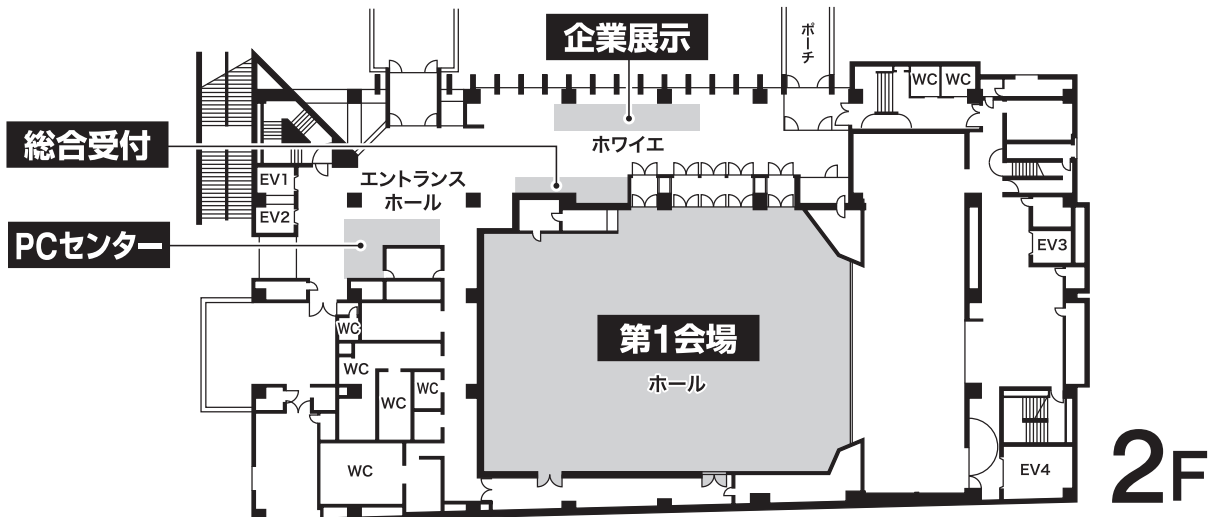 企業展示
ポーチ
WC
WC
ホワイエ
総合受付
エントランス
ホール
EV1
EV2
PCセンター
EV3
第1会場
ホール
WC
WC
WC
WC
WC
EV4
2F